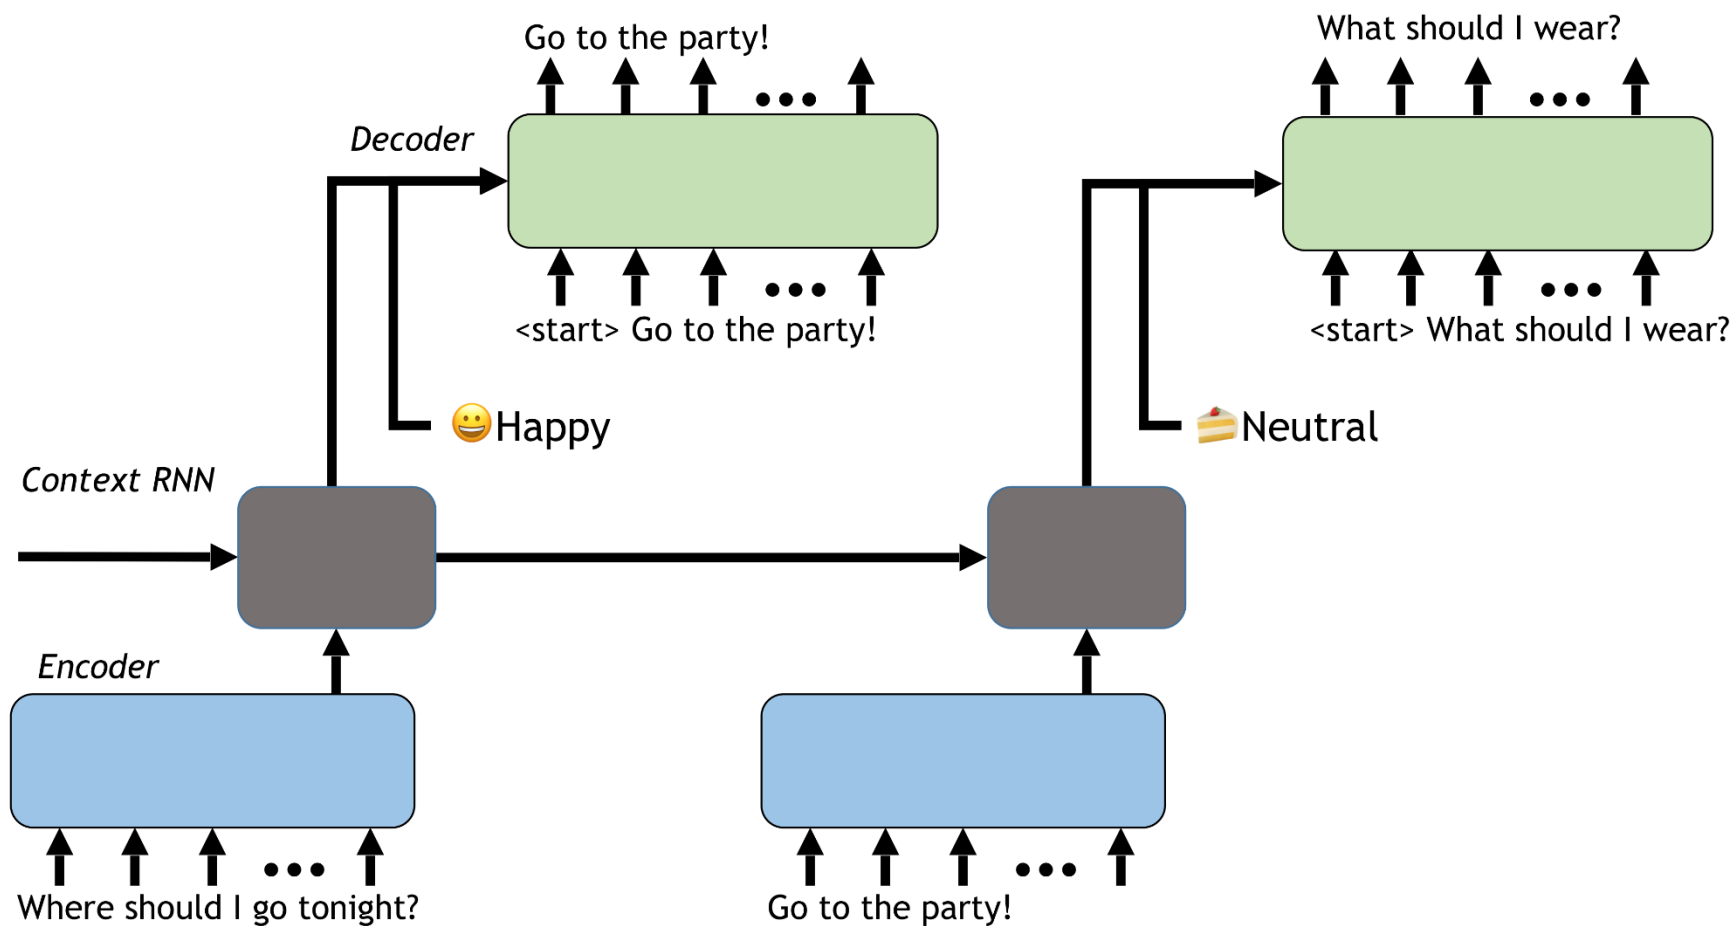 Go to the party!
What should I wear?
Decoder
<start> Go to the party!
<start> What should I wear?
😀Happy
🍰Neutral
Context RNN
Encoder
Where should I go tonight?
Go to the party!